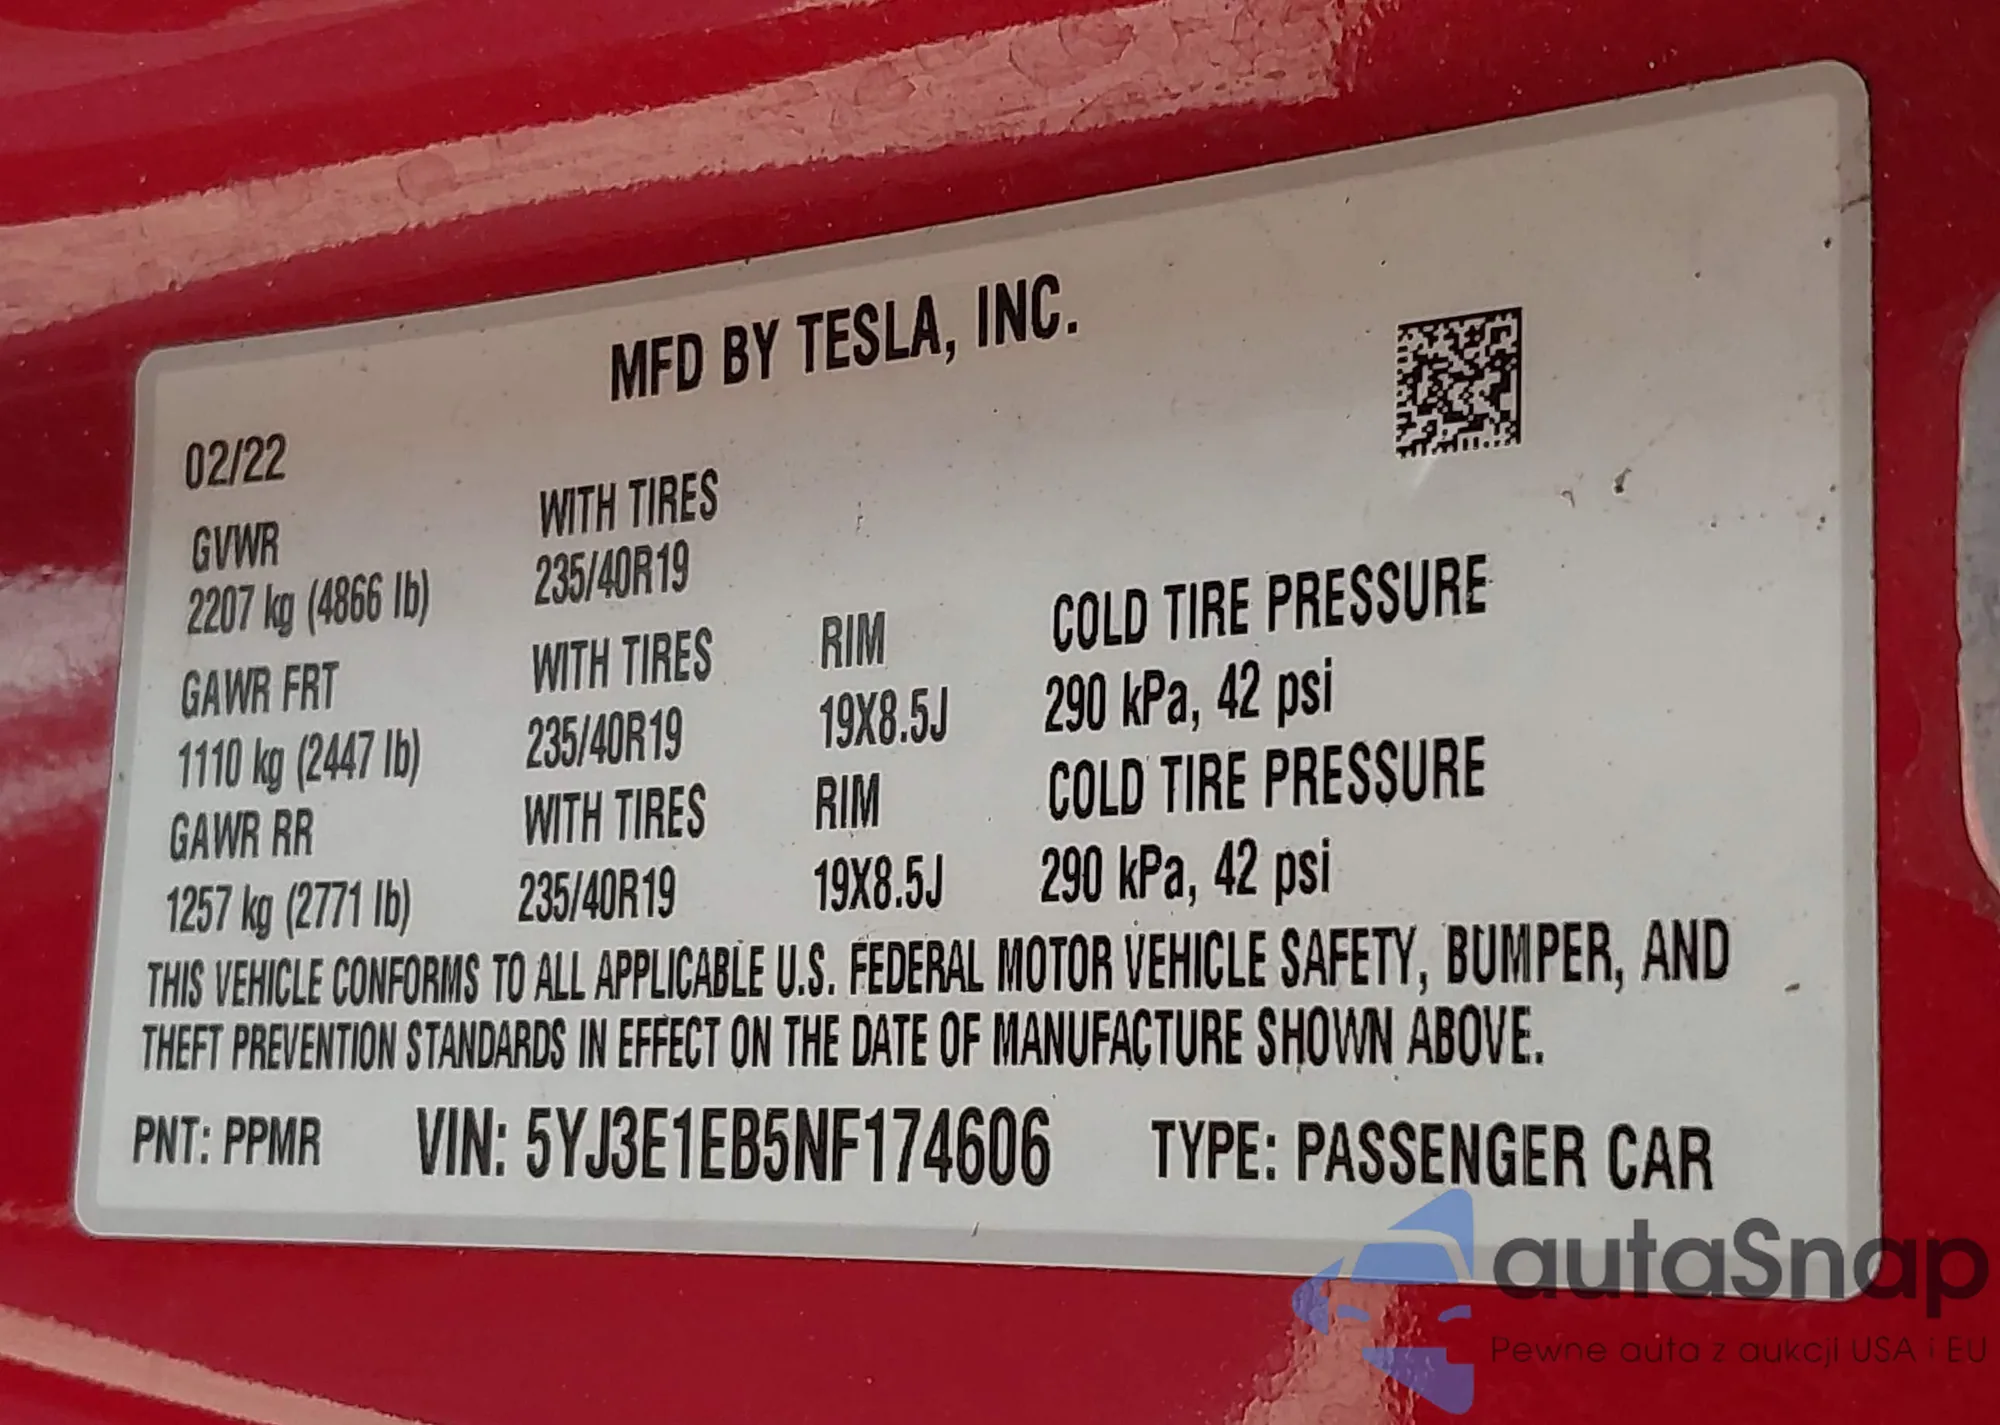 MFD BY TESLA, INC.
02/22
GVWR WITH TIRES
2207 kg (4866 lb) 235/40R19
GAWR FRT WITH TIRES RIM COLD TIRE PRESSURE
1110 kg (2447 lb) 235/40R19 19X8.5J 290 kPa, 42 psi
GAWR RR WITH TIRES RIM COLD TIRE PRESSURE
1257 kg (2771 lb) 235/40R19 19X8.5J 290 kPa, 42 psi
THIS VEHICLE CONFORMS TO ALL APPLICABLE U.S. FEDERAL MOTOR VEHICLE SAFETY, BUMPER, AND
THEFT PREVENTION STANDARDS IN EFFECT ON THE DATE OF MANUFACTURE SHOWN ABOVE.
PNT: PPMR VIN: 5YJ3E1EB5NF174606 TYPE: PASSENGER CAR
autaSnap
Pewne auta z aukcji USA i EU